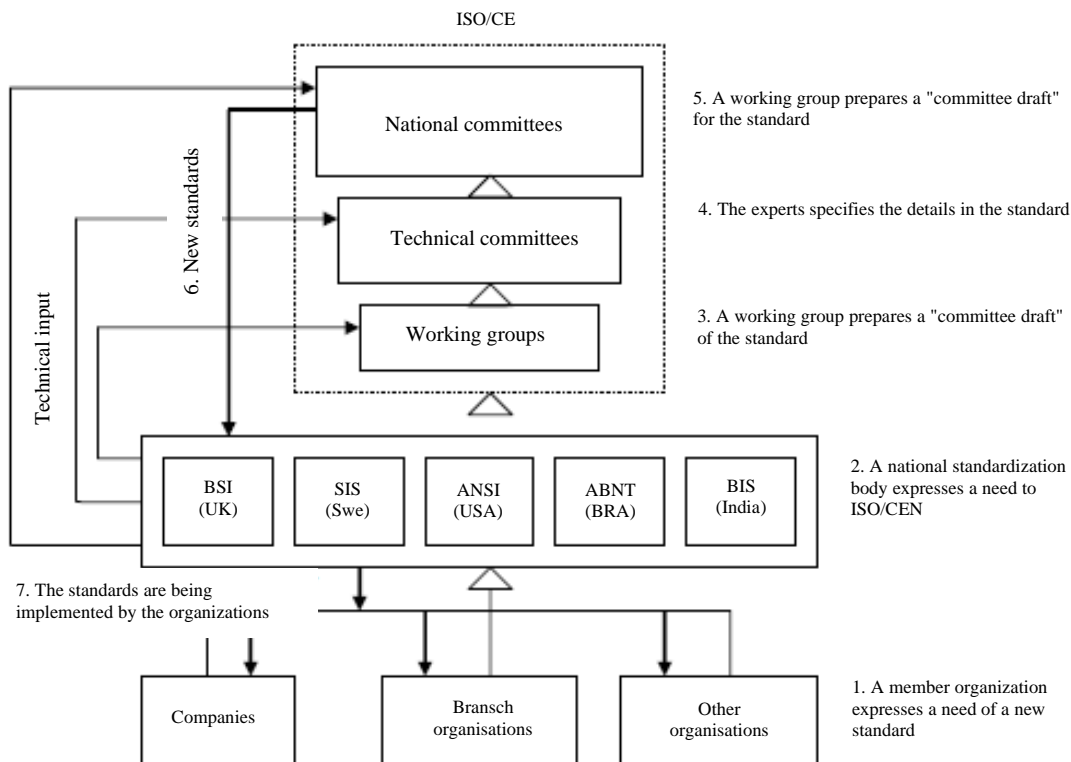 ISO/CE
National committees
5. A working group prepares a "committee draft"
for the standard
6. New standards
4. The experts specifies the details in the standard
Technical committees
Technical input
3. A working group prepares a "committee draft"
of the standard
Working groups
BSI
(UK)
SIS
(Swe)
ANSI
(USA)
ABNT
(BRA)
BIS
(India)
2. A national standardization
body expresses a need to
ISO/CEN
7. The standards are being
implemented by the organizations
Companies
Bransch
organisations
Other
organisations
1. A member organization
expresses a need of a new
standard